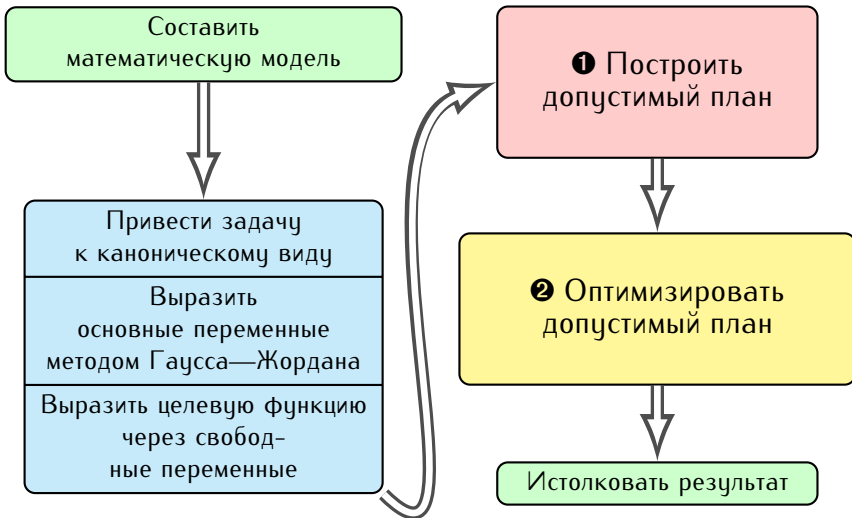 Составить
математическую модель
Привести задачу
к каноническому виду
Выразить
основные переменные
методом Гаусса—Жордана
Выразить целевую функцию
через свобод-
ные переменные
❶ Построить
допустимый план
❷ Оптимизировать
допустимый план
Истолковать результат